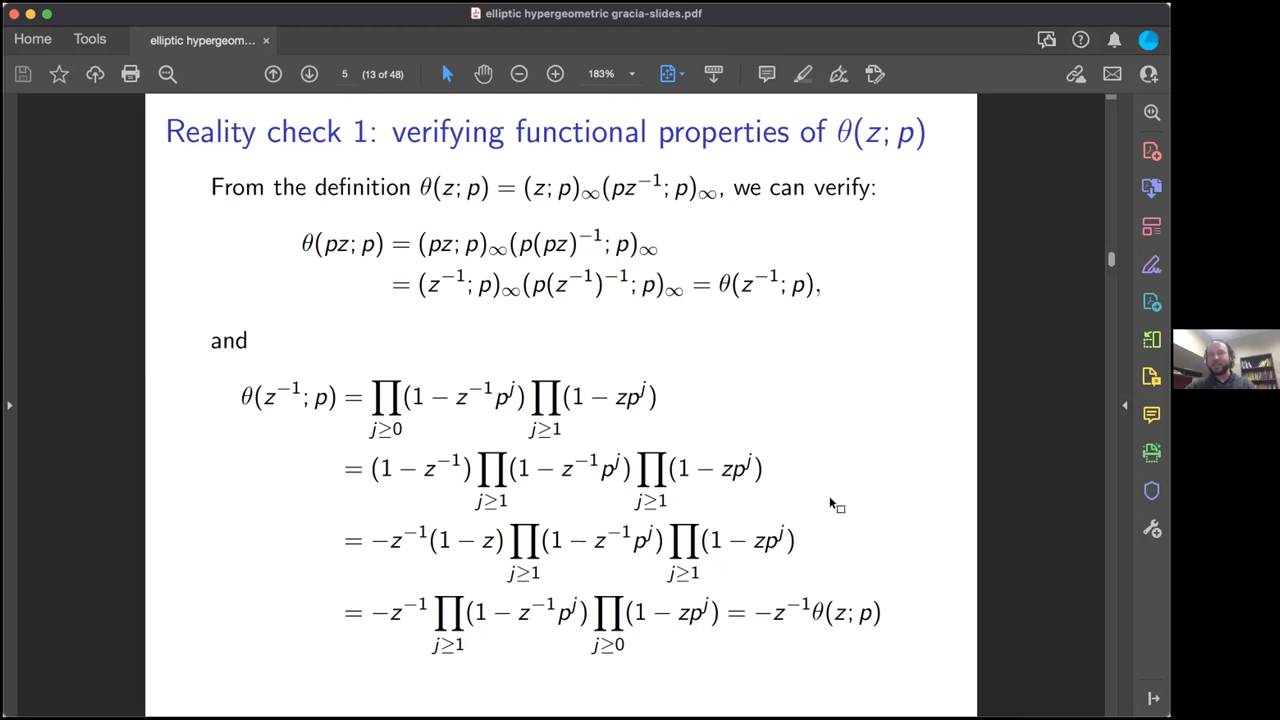 elliptic hypergeometric gracia-slides.pdf
Home Tools elliptic hypergeom... ×
5 (13 of 48) 183%
Reality check 1: verifying functional properties of θ(z; p)
From the definition θ(z; p) = (z; p)∞(pz⁻¹; p)∞, we can verify:
θ(pz; p) = (pz; p)∞(p(pz)⁻¹; p)∞
= (z⁻¹; p)∞(p(z⁻¹)⁻¹; p)∞ = θ(z⁻¹; p),
and
θ(z⁻¹; p) = ∏_{j≥0}(1 − z⁻¹pʲ) ∏_{j≥1}(1 − zpʲ)
= (1 − z⁻¹) ∏_{j≥1}(1 − z⁻¹pʲ) ∏_{j≥1}(1 − zpʲ)
= −z⁻¹(1 − z) ∏_{j≥1}(1 − z⁻¹pʲ) ∏_{j≥1}(1 − zpʲ)
= −z⁻¹ ∏_{j≥1}(1 − z⁻¹pʲ) ∏_{j≥0}(1 − zpʲ) = −z⁻¹θ(z; p)